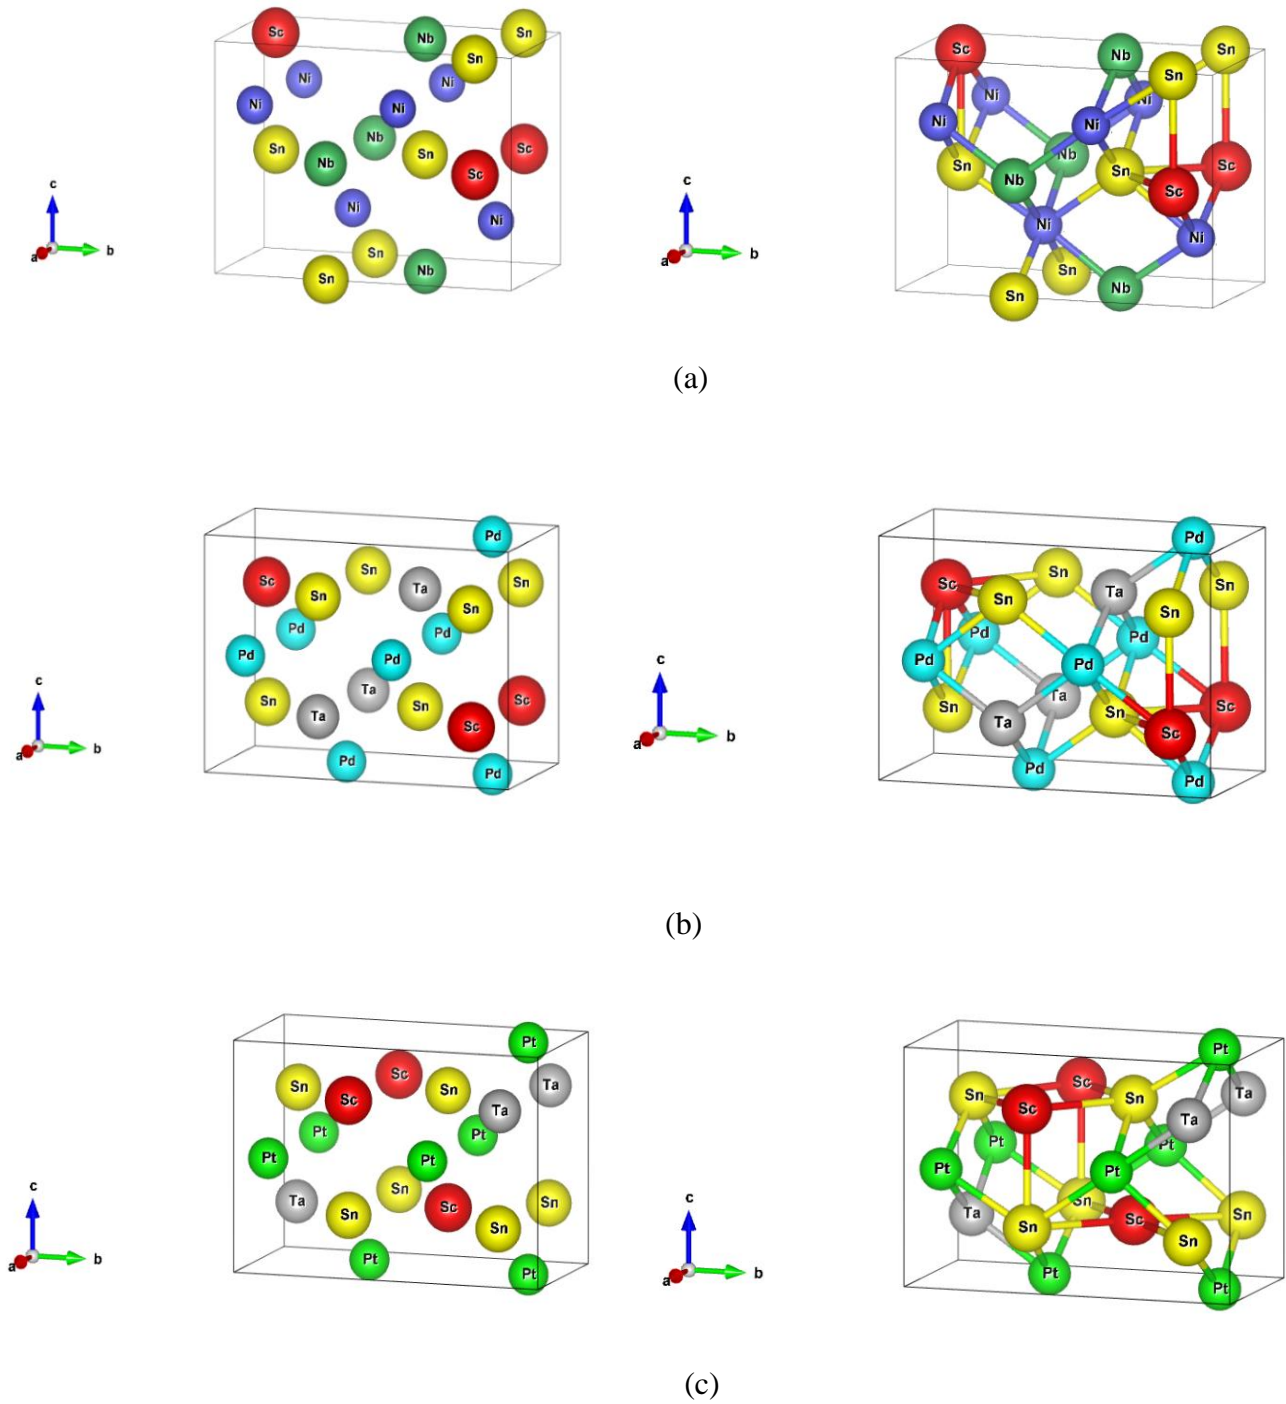 Sc Nb Sn
Sn
Ni Ni
Ni Ni
Nb
Sn Nb Sn Sc
Sc
Ni Ni
Sn
Sn Nb
c
a b
Sc Nb Sn
Sn
Ni Ni
Ni Ni
Nb
Sn Nb Sn Sc
Sc
Ni Ni
Sn
Sn Nb
c
a b
(a)
Pd
Sc Sn Ta Sn
Sn Sn
Pd Pd
Pd Pd
Ta
Sn Ta Sn Sc
Sc
Pd Pd
c
a b
Pd
Sc Sn Ta Sn
Sn Sn
Pd Pd
Pd Pd
Ta
Sn Ta Sn Sc
Sc
Pd Pd
c
a b
(b)
Pt
Sn Sc Sn Ta
Sc Ta
Pt Pt
Pt Pt
Sn
Ta Sn Sc Sn Sn
Pt Pt
c
a b
Pt
Sn Sc Sn Ta
Sc Ta
Pt Pt
Pt Pt
Sn
Ta Sn Sc Sn Sn
Pt Pt
c
a b
(c)